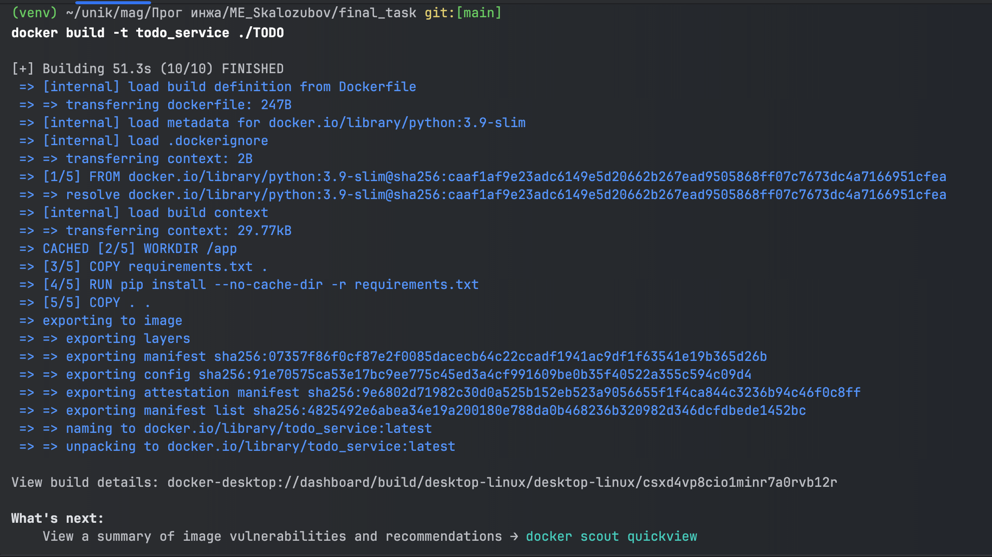 (venv) ~/unik/mag/Прог инжа/ME_Skalozubov/final_task git:[main]
docker build -t todo_service ./TODO
[+] Building 51.3s (10/10) FINISHED
=> [internal] load build definition from Dockerfile
=> => transferring dockerfile: 247B
=> [internal] load metadata for docker.io/library/python:3.9-slim
=> [internal] load .dockerignore
=> => transferring context: 2B
=> [1/5] FROM docker.io/library/python:3.9-slim@sha256:caaf1af9e23adc6149e5d20662b267ead9505868ff07c7673dc4a7166951cfea
=> => resolve docker.io/library/python:3.9-slim@sha256:caaf1af9e23adc6149e5d20662b267ead9505868ff07c7673dc4a7166951cfea
=> [internal] load build context
=> => transferring context: 29.77kB
=> CACHED [2/5] WORKDIR /app
=> [3/5] COPY requirements.txt .
=> [4/5] RUN pip install --no-cache-dir -r requirements.txt
=> [5/5] COPY . .
=> exporting to image
=> => exporting layers
=> => exporting manifest sha256:07357f86f0cf87e2f0085dacecb64c22ccadf1941ac9df1f63541e19b365d26b
=> => exporting config sha256:91e70575ca53e17bc9ee775c45ed3a4cf991609be0b35f40522a355c594c09d4
=> => exporting attestation manifest sha256:9e6802d71982c30d0a525b152eb523a9056655f1f4ca844c3236b94c46f0c8ff
=> => exporting manifest list sha256:4825492e6abea34e19a200180e788da0b468236b320982d346dcfdbede1452bc
=> => naming to docker.io/library/todo_service:latest
=> => unpacking to docker.io/library/todo_service:latest
View build details: docker-desktop://dashboard/build/desktop-linux/desktop-linux/csxd4vp8cio1minr7a0rvb12r
What's next:
View a summary of image vulnerabilities and recommendations → docker scout quickview